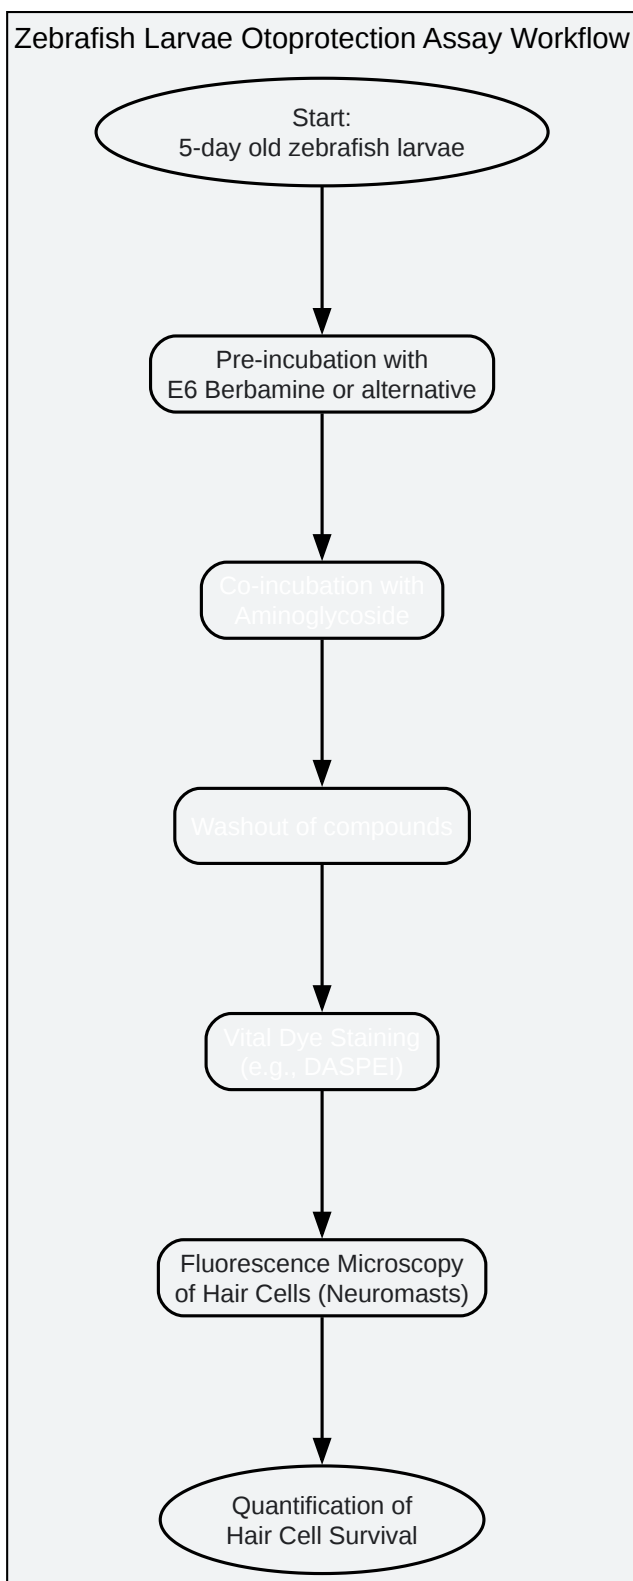 Zebrafish Larvae Otoprotection Assay Workflow
Start:
5-day old zebrafish larvae
Pre-incubation with
E6 Berbamine or alternative
Co-incubation with
Aminoglycoside
Washout of compounds
Vital Dye Staining
(e.g., DASPEI)
Fluorescence Microscopy
of Hair Cells (Neuromasts)
Quantification of
Hair Cell Survival